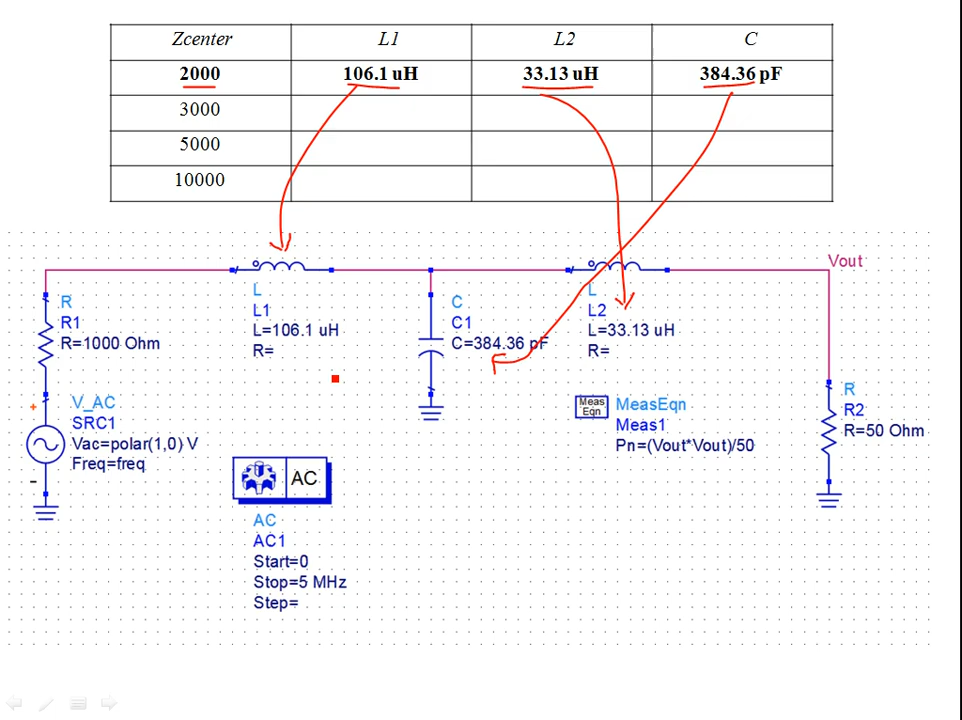 Zcenter L1 L2 C
2000 106.1 uH 33.13 uH 384.36 pF
3000
5000
10000
Vout
R
R1
R=1000 Ohm
L
L1
L=106.1 uH
R=
C
C1
C=384.36 pF
L
L2
L=33.13 uH
R=
R
R2
R=50 Ohm
+
V_AC
SRC1
Vac=polar(1,0) V
Freq=freq
-
AC
AC
AC1
Start=0
Stop=5 MHz
Step=
Meas
Eqn
MeasEqn
Meas1
Pn=(Vout*Vout)/50